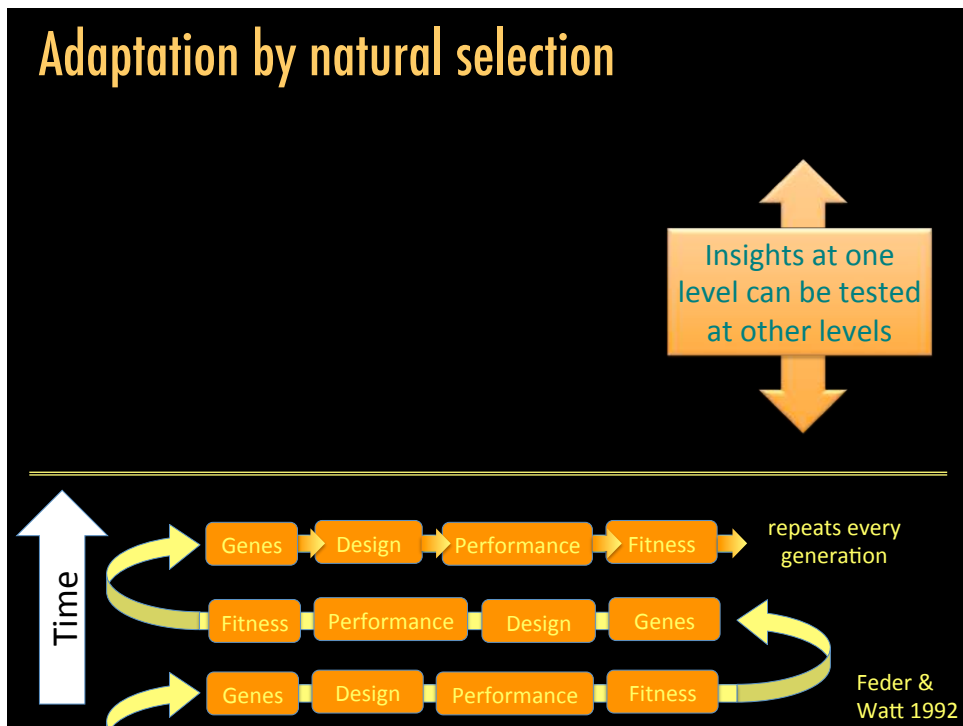 Adaptation by natural selection
Insights at one
level can be tested
at other levels
Time
Genes Design Performance Fitness
repeats every
generation
Fitness Performance Design Genes
Genes Design Performance Fitness
Feder &
Watt 1992